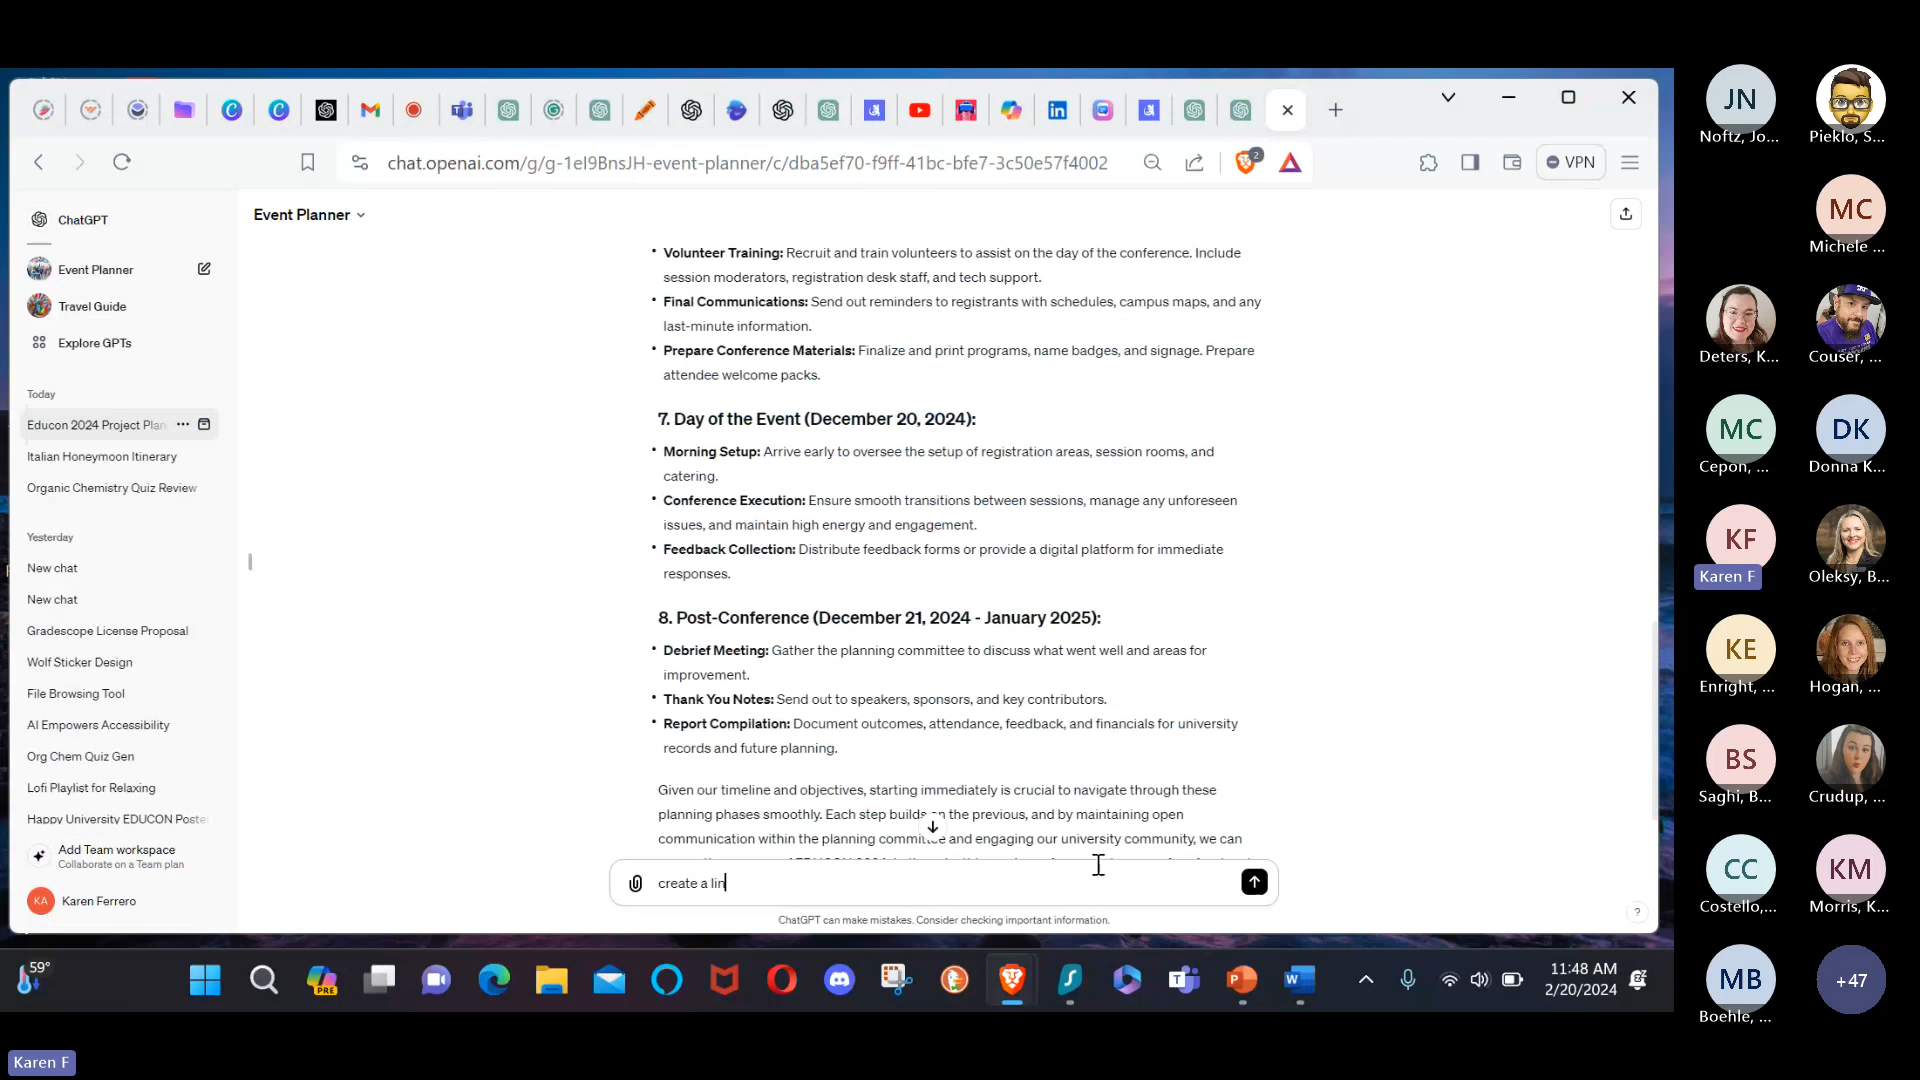 chat.openai.com/g/g-1el9BnsJH-event-planner/c/dba5ef70-f9ff-41bc-bfe7-3c50e57f4002
2
VPN
ChatGPT
Event Planner
Travel Guide
Explore GPTs
Today
Educon 2024 Project Plan
Italian Honeymoon Itinerary
Organic Chemistry Quiz Review
Yesterday
New chat
New chat
Gradescope License Proposal
Wolf Sticker Design
File Browsing Tool
AI Empowers Accessibility
Org Chem Quiz Gen
Lofi Playlist for Relaxing
Happy University EDUCON Poste
Add Team workspace
Collaborate on a Team plan
KA
Karen Ferrero
Event Planner
• Volunteer Training: Recruit and train volunteers to assist on the day of the conference. Include
session moderators, registration desk staff, and tech support.
• Final Communications: Send out reminders to registrants with schedules, campus maps, and any
last-minute information.
• Prepare Conference Materials: Finalize and print programs, name badges, and signage. Prepare
attendee welcome packs.
7. Day of the Event (December 20, 2024):
• Morning Setup: Arrive early to oversee the setup of registration areas, session rooms, and
catering.
• Conference Execution: Ensure smooth transitions between sessions, manage any unforeseen
issues, and maintain high energy and engagement.
• Feedback Collection: Distribute feedback forms or provide a digital platform for immediate
responses.
8. Post-Conference (December 21, 2024 - January 2025):
• Debrief Meeting: Gather the planning committee to discuss what went well and areas for
improvement.
• Thank You Notes: Send out to speakers, sponsors, and key contributors.
• Report Compilation: Document outcomes, attendance, feedback, and financials for university
records and future planning.
Given our timeline and objectives, starting immediately is crucial to navigate through these
planning phases smoothly. Each step builds the previous, and by maintaining open
communication within the planning committee and engaging our university community, we can
create a lin
ChatGPT can make mistakes. Consider checking important information.
?
59°
PRE
11:48 AM
2/20/2024
Karen F
JN
Noftz, Jo...
Pieklo, S...
MC
Michele ...
Deters, K...
Couser, ...
MC
Cepon, ...
DK
Donna K...
KF
Karen F
Oleksy, B...
KE
Enright, ...
Hogan, ...
BS
Saghi, B...
Crudup, ...
CC
Costello,...
KM
Morris, K...
MB
Boehle, ...
+47